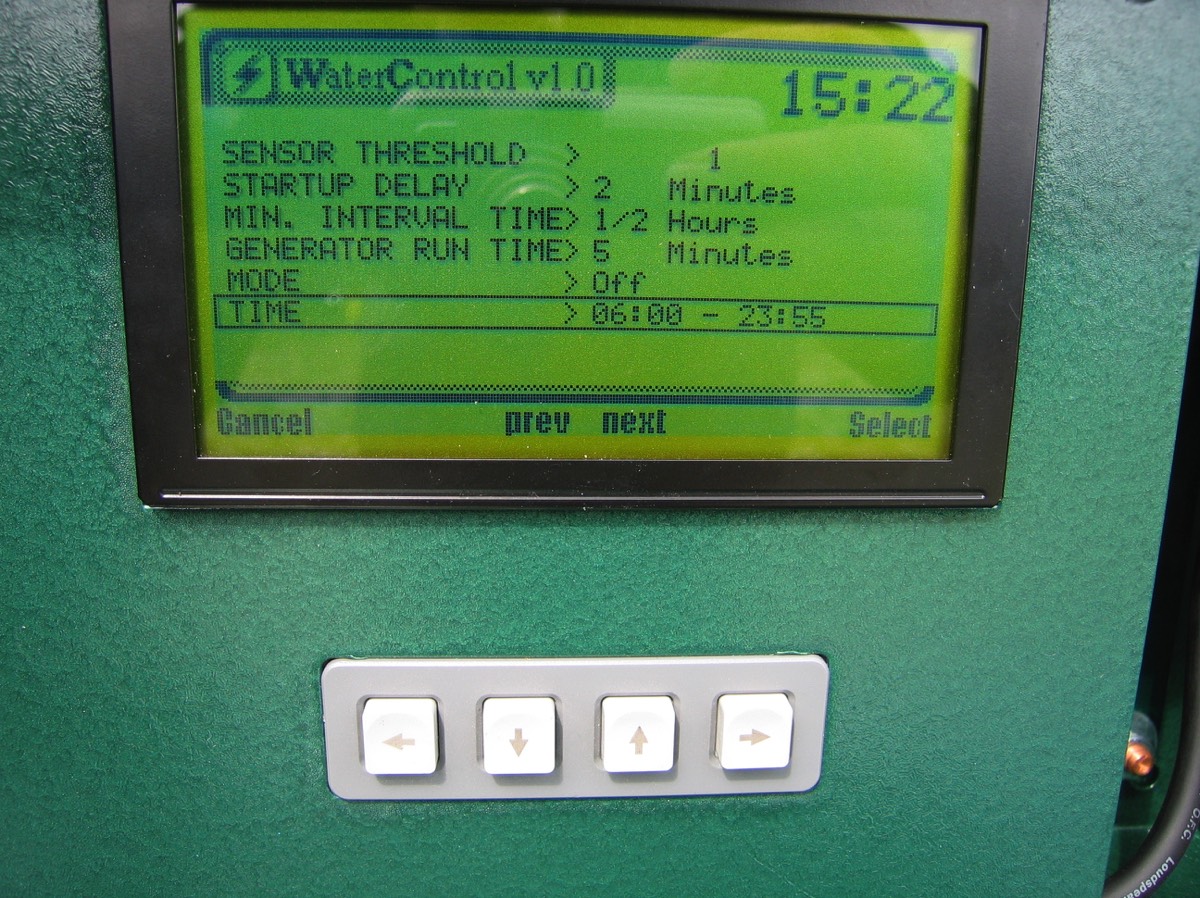 WaterControl v1.0
15:22
SENSOR THRESHOLD > 1
STARTUP DELAY > 2 Minutes
MIN. INTERVAL TIME> 1/2 Hours
GENERATOR RUN TIME> 5 Minutes
MODE > Off
TIME > 06:00 - 23:55
Cancel prev next Select
O.F.C.